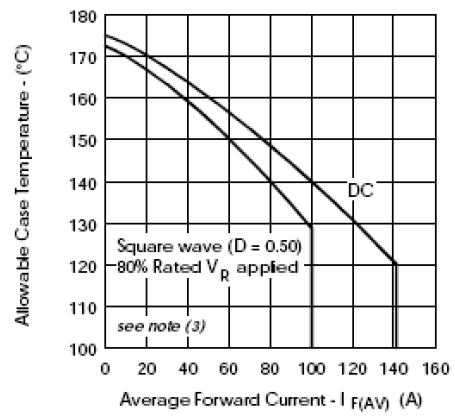 Allowable Case Temperature - (°C)
180
170
160
150
140
130
120
110
100
DC
Square wave (D = 0.50)
80% Rated VR applied
see note (3)
0 20 40 60 80 100 120 140 160
Average Forward Current - I F(AV) (A)